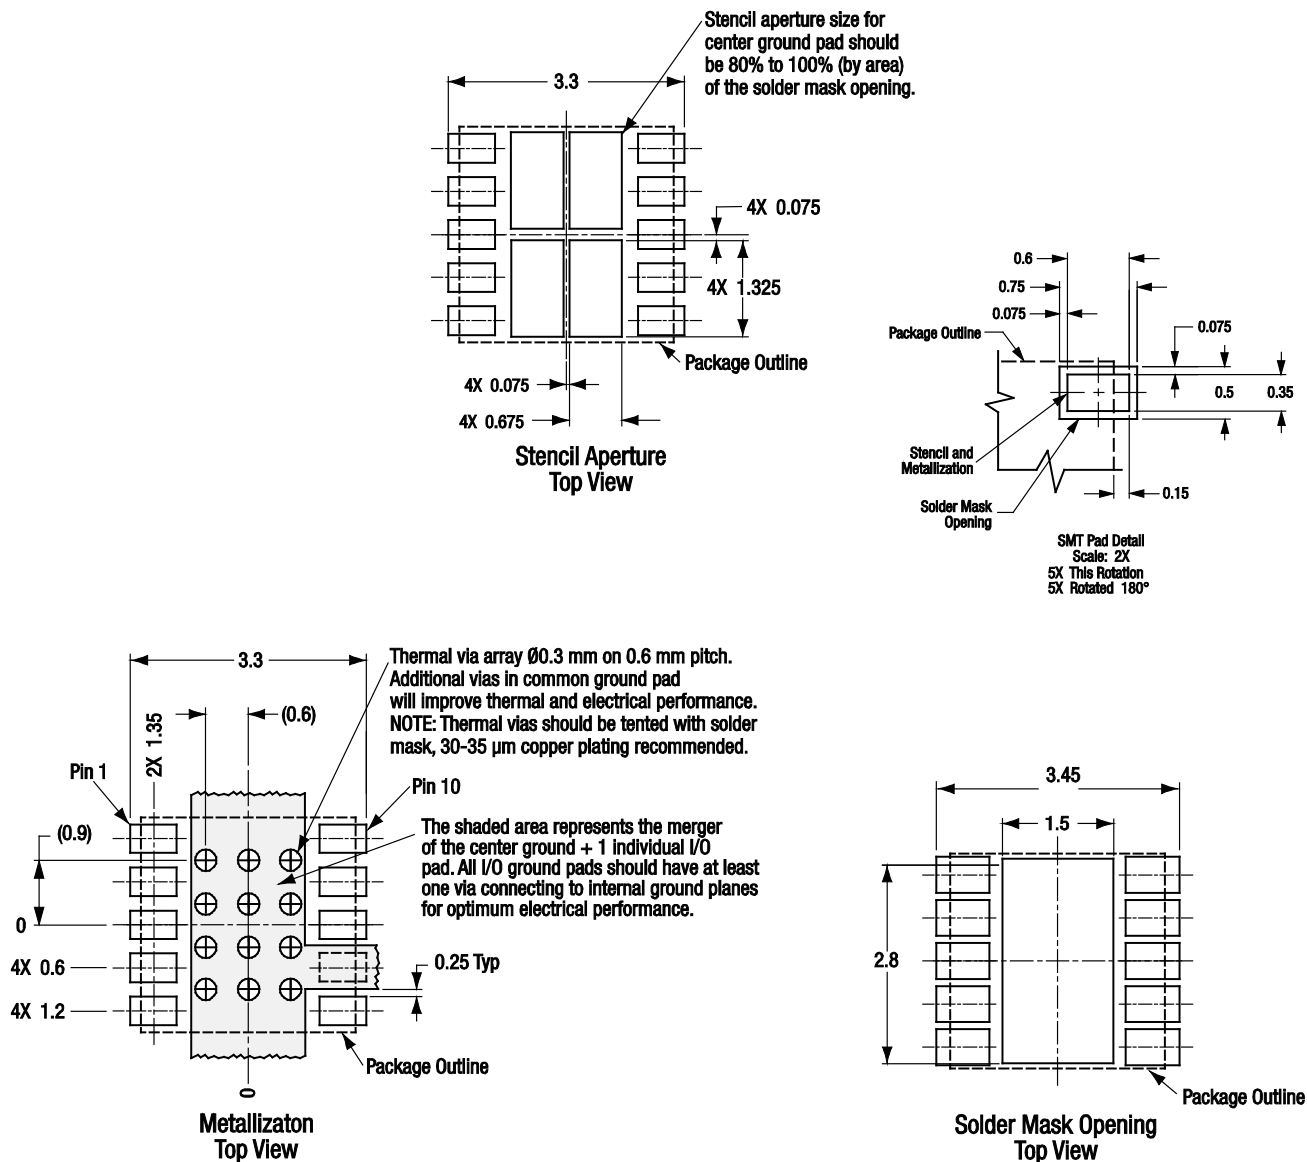 Stencil aperture size for
center ground pad should
be 80% to 100% (by area)
of the solder mask opening.
3.3
4X 0.075
4X 1.325
Package Outline
4X 0.075
4X 0.675
Stencil Aperture
Top View
0.6
0.75
0.075
0.075
Package Outline
0.5
0.35
Stencil and
Metallization
0.15
Solder Mask
Opening
SMT Pad Detail
Scale: 2X
5X This Rotation
5X Rotated 180°
3.3
Thermal via array Ø0.3 mm on 0.6 mm pitch.
Additional vias in common ground pad
will improve thermal and electrical performance.
NOTE: Thermal vias should be tented with solder
mask, 30-35 µm copper plating recommended.
(0.6)
2X 1.35
Pin 1
Pin 10
(0.9)
The shaded area represents the merger
of the center ground + 1 individual I/O
pad. All I/O ground pads should have at least
one via connecting to internal ground planes
for optimum electrical performance.
0
4X 0.6
0.25 Typ
4X 1.2
Package Outline
0
Metallizaton
Top View
3.45
1.5
2.8
Package Outline
Solder Mask Opening
Top View